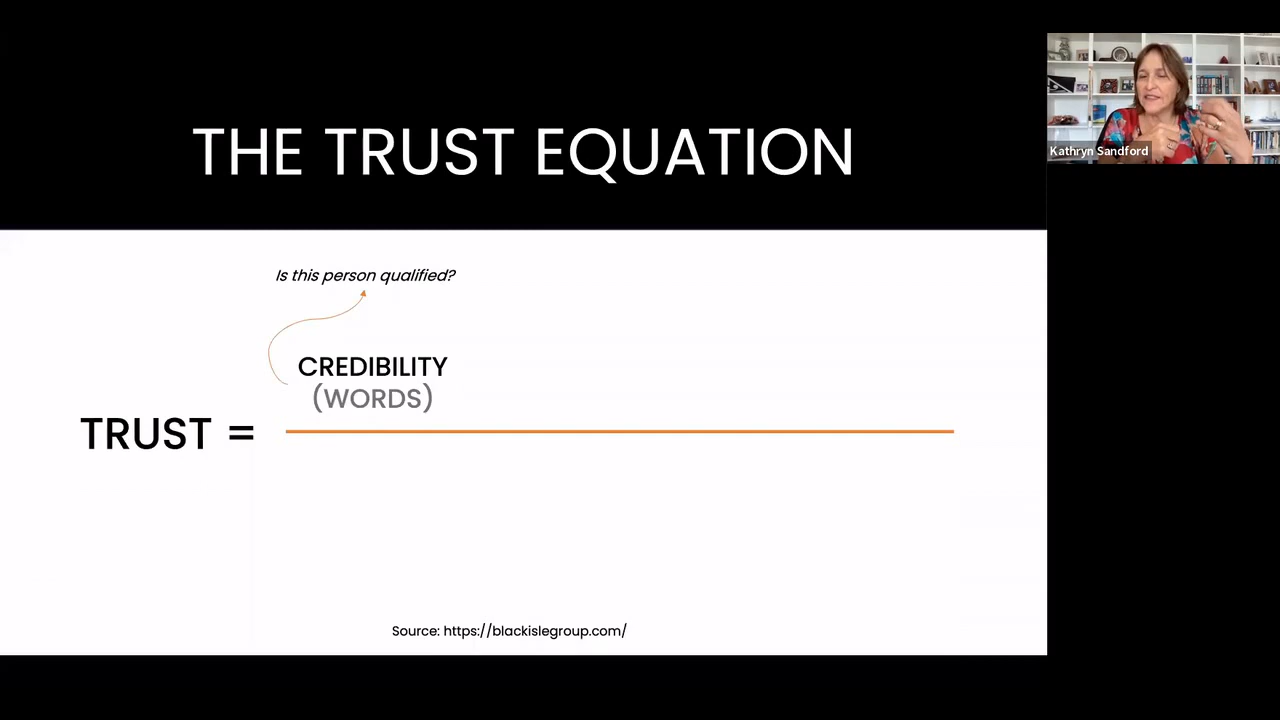 THE TRUST EQUATION
Kathryn Sandford
Is this person qualified?
CREDIBILITY
(WORDS)
TRUST =
Source: https://blackislegroup.com/